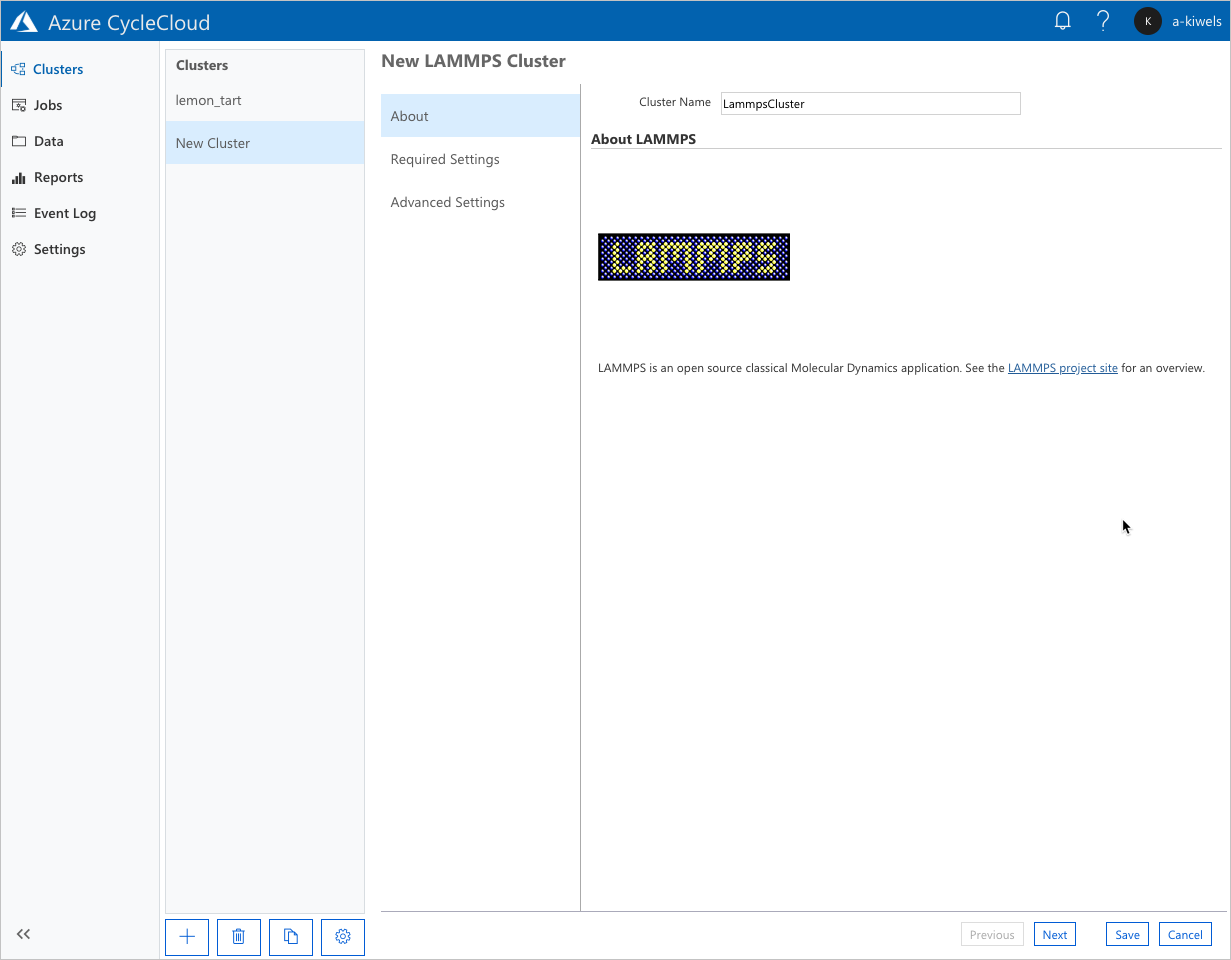 Azure CycleCloud
K
a-kiwels
Clusters
Jobs
Data
Reports
Event Log
Settings
Clusters
lemon_tart
New Cluster
New LAMMPS Cluster
About
Required Settings
Advanced Settings
Cluster Name
LammpsCluster
About LAMMPS
LAMMPS
LAMMPS is an open source classical Molecular Dynamics application. See the LAMMPS project site for an overview.
Previous
Next
Save
Cancel